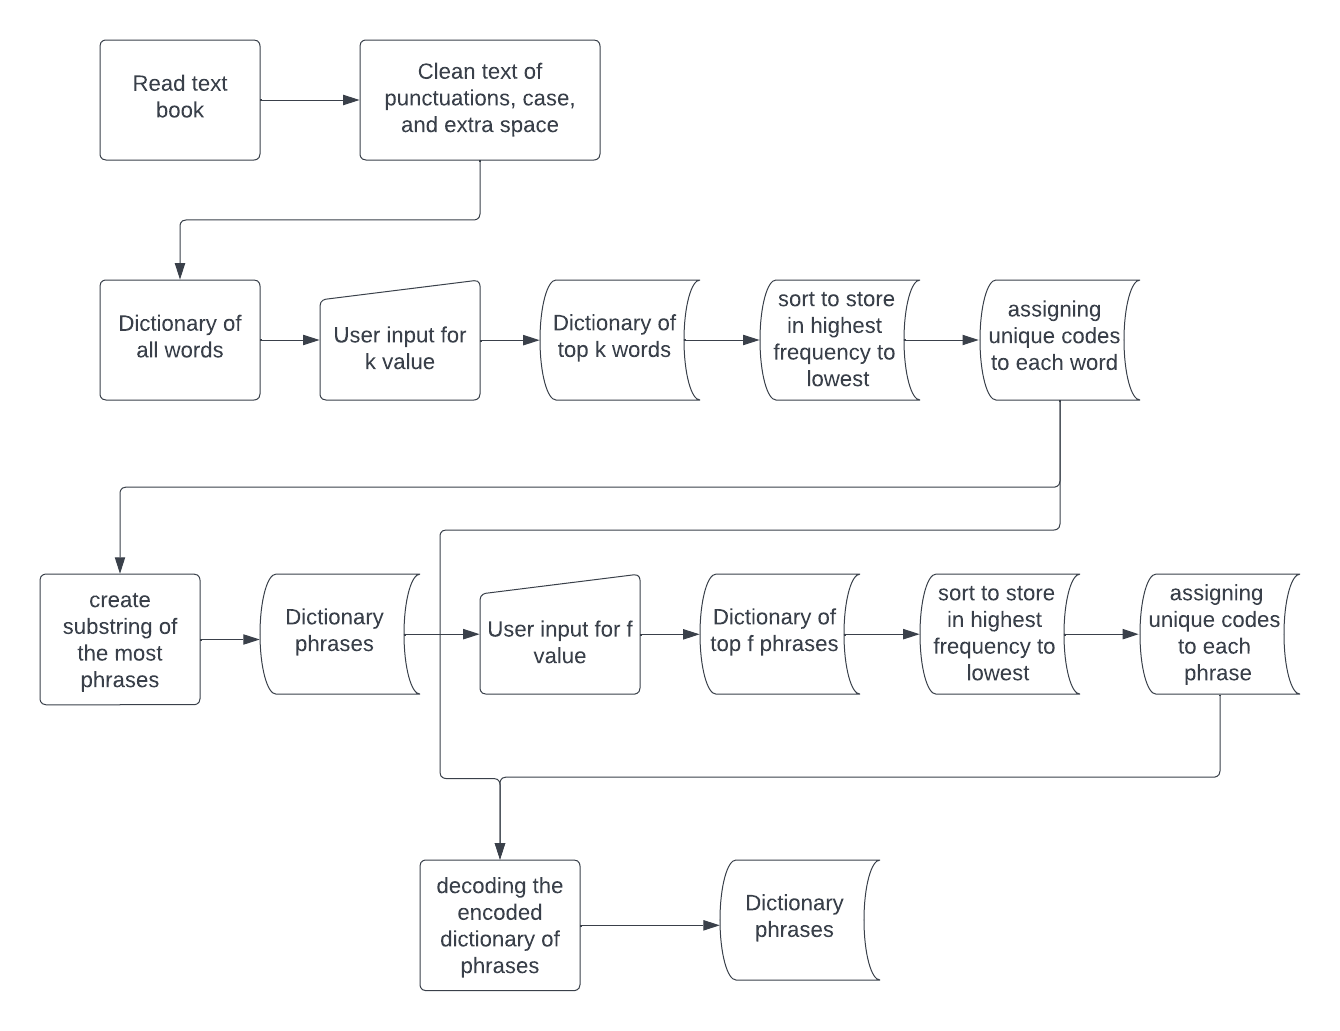 Read text
book
Clean text of
punctuations, case,
and extra space
Dictionary of
all words
User input for
k value
Dictionary of
top k words
sort to store
in highest
frequency to
lowest
assigning
unique codes
to each word
create
substring of
the most
phrases
Dictionary
phrases
User input for f
value
Dictionary of
top f phrases
sort to store
in highest
frequency to
lowest
assigning
unique codes
to each
phrase
decoding the
encoded
dictionary of
phrases
Dictionary
phrases